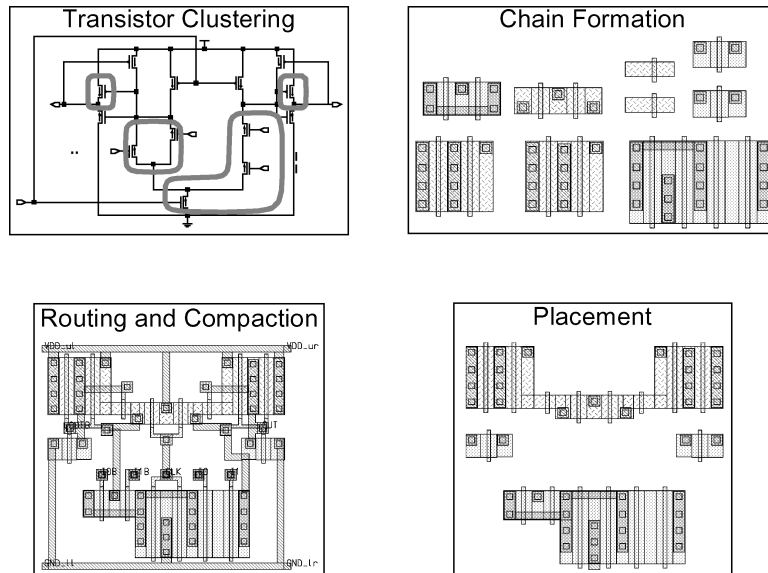 Transistor Clustering
Chain Formation
Routing and Compaction
VDD_ul
VDD_ur
CLK
GND_ll
GND_lr
Placement